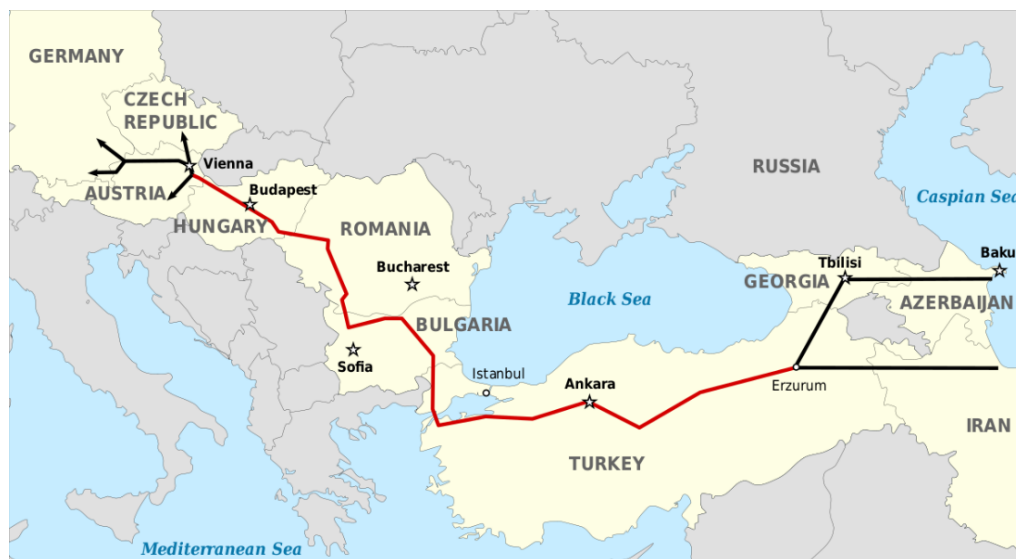 GERMANY
CZECH
REPUBLIC
Vienna
AUSTRIA
Budapest
HUNGARY
ROMANIA
Bucharest
BULGARIA
Sofia
Istanbul
Ankara
TURKEY
Black Sea
RUSSIA
Caspian Sea
Tbilisi
GEORGIA
Baku
AZERBAIJAN
Erzurum
IRAN
Mediterranean Sea